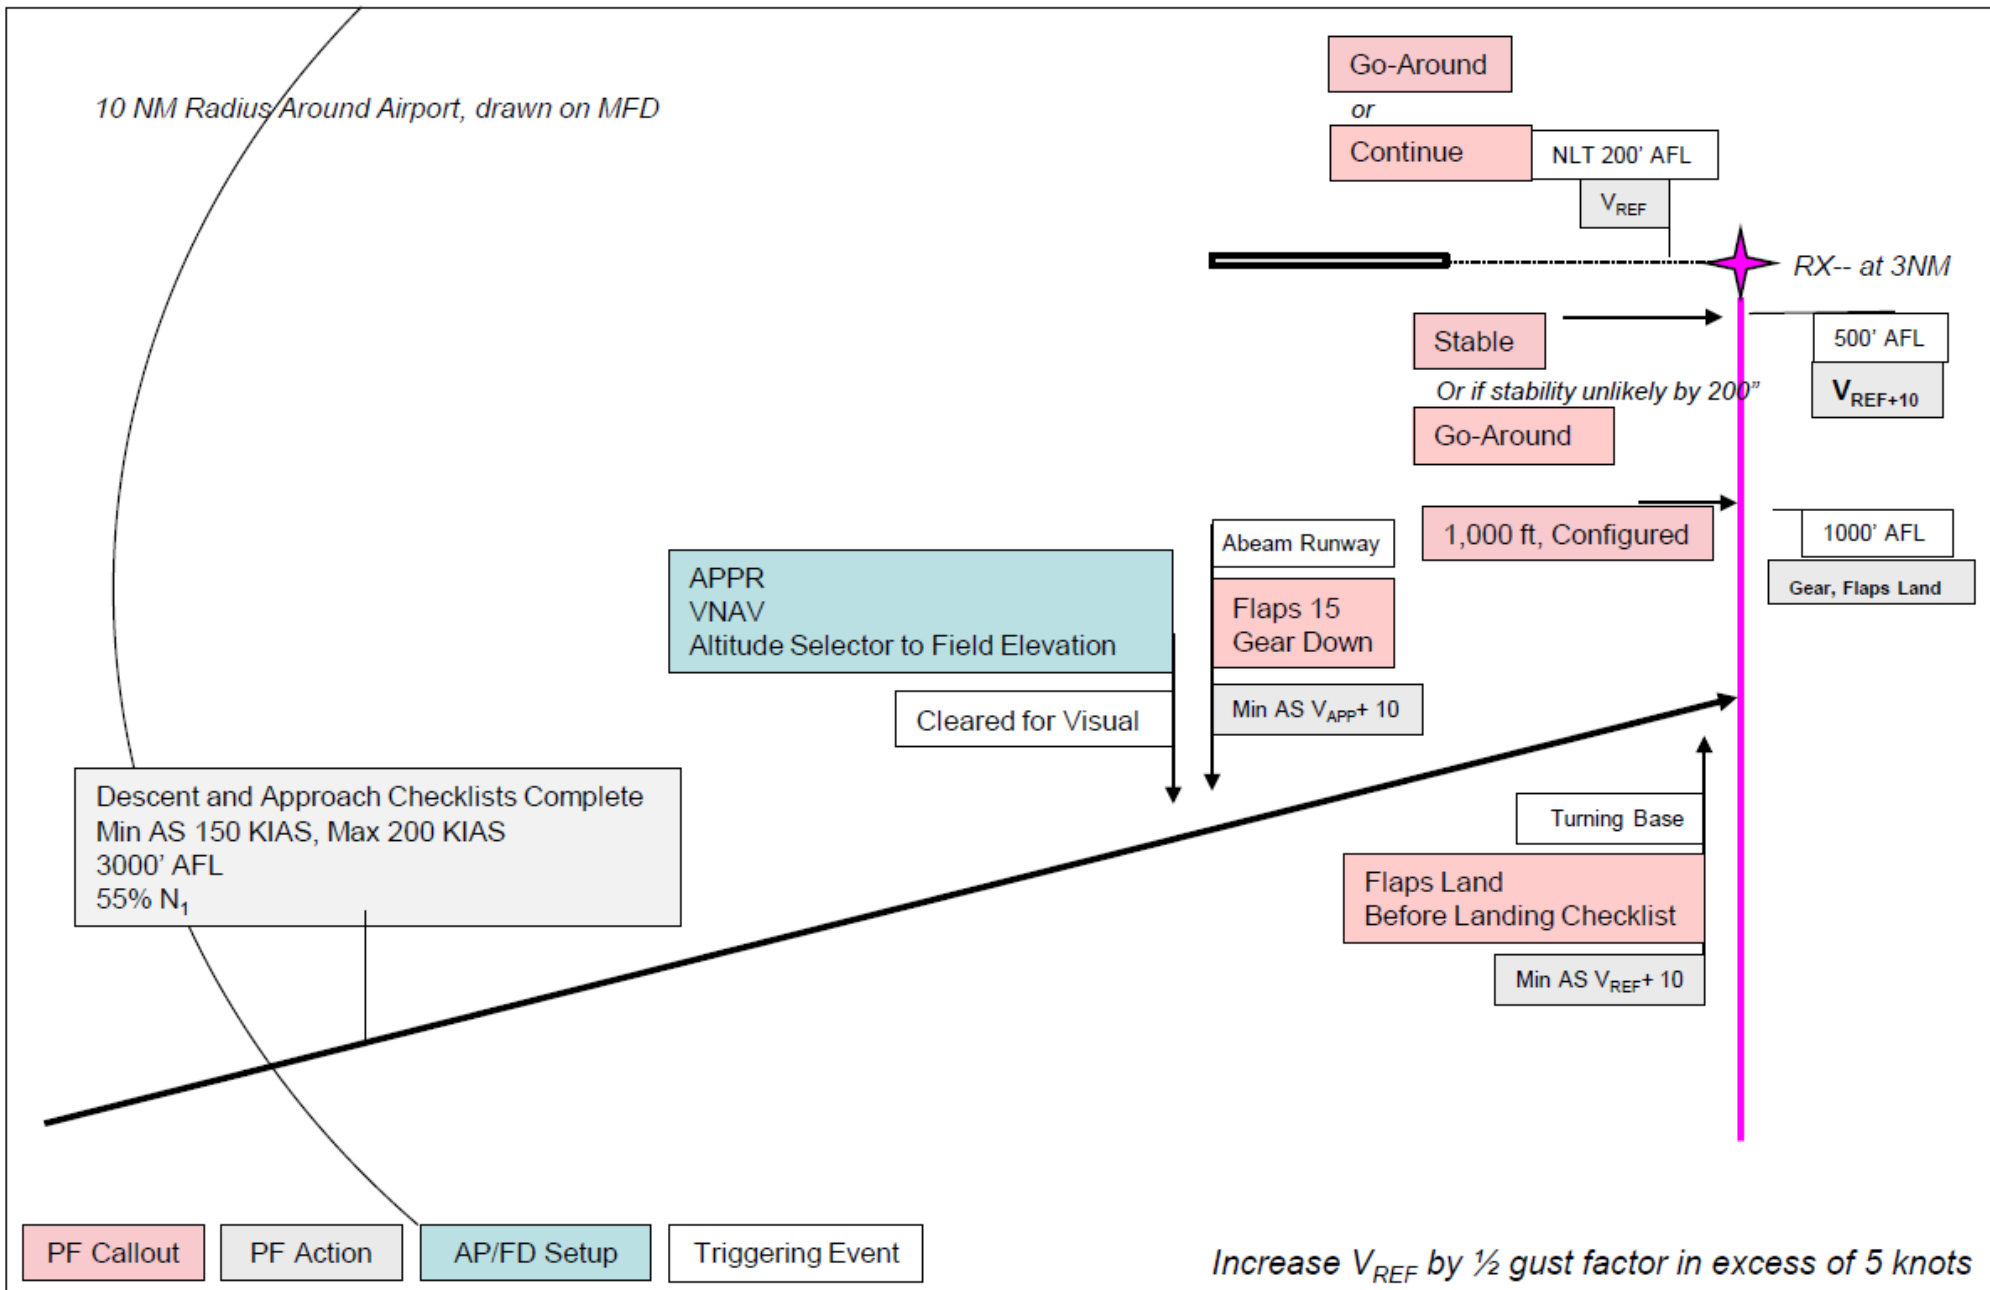 10 NM Radius Around Airport, drawn on MFD
Go-Around
or
Continue
NLT 200' AFL
VREF
RX-- at 3NM
Stable
500' AFL
Or if stability unlikely by 200”
VREF+10
Go-Around
1,000 ft, Configured
1000' AFL
Gear, Flaps Land
Abeam Runway
APPR
VNAV
Altitude Selector to Field Elevation
Flaps 15
Gear Down
Cleared for Visual
Min AS VAPP+ 10
Descent and Approach Checklists Complete
Min AS 150 KIAS, Max 200 KIAS
3000’ AFL
55% N1
Turning Base
Flaps Land
Before Landing Checklist
Min AS VREF+ 10
PF Callout
PF Action
AP/FD Setup
Triggering Event
Increase VREF by ½ gust factor in excess of 5 knots